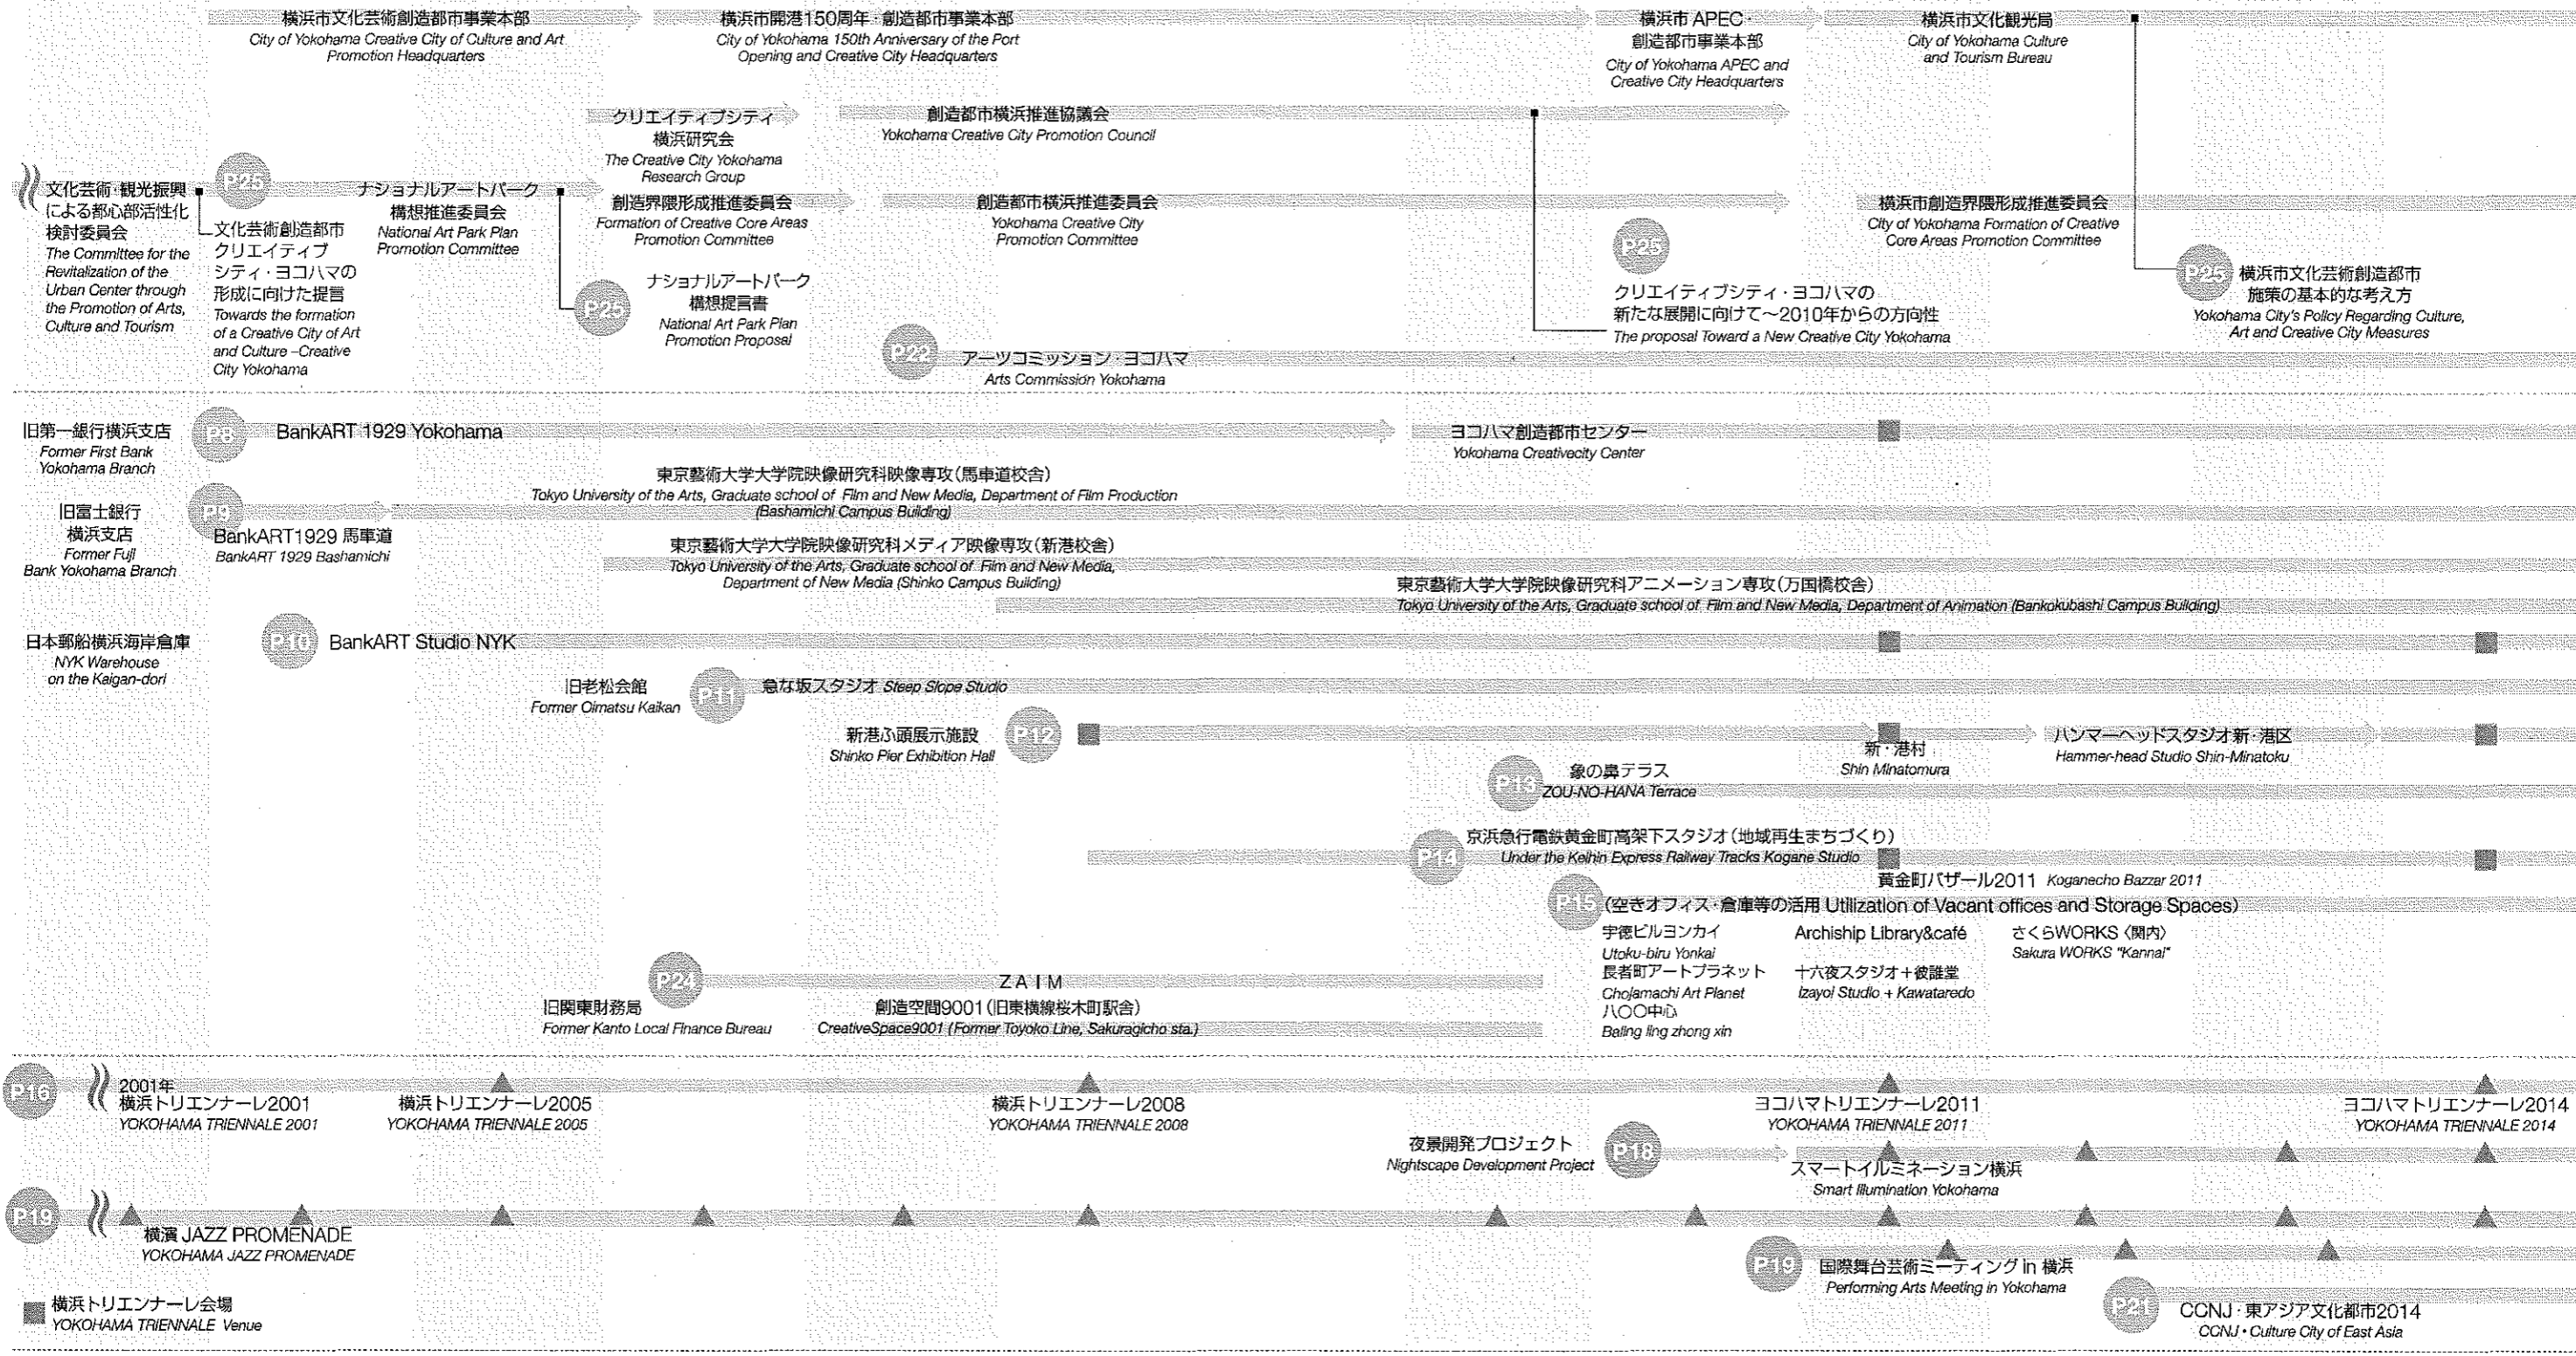 横浜市文化芸術創造都市事業本部
City of Yokohama Creative City of Culture and Art
Promotion Headquarters
横浜市開港150周年・創造都市事業本部
City of Yokohama 150th Anniversary of the Port
Opening and Creative City Headquarters
横浜市 APEC・
創造都市事業本部
City of Yokohama APEC and
Creative City Headquarters
横浜市文化観光局
City of Yokohama Culture
and Tourism Bureau
クリエイティブシティ
横浜研究会
The Creative City Yokohama
Research Group
創造都市横浜推進協議会
Yokohama Creative City Promotion Council
文化芸術・観光振興
による都心部活性化
検討委員会
The Committee for the
Revitalization of the
Urban Center through
the Promotion of Arts,
Culture and Tourism
P25
文化芸術創造都市
クリエイティブ
シティ・ヨコハマの
形成に向けた提言
Towards the formation
of a Creative City of Art
and Culture –Creative
City Yokohama
ナショナルアートパーク
構想推進委員会
National Art Park Plan
Promotion Committee
創造界隈形成推進委員会
Formation of Creative Core Areas
Promotion Committee
P25
ナショナルアートパーク
構想提言書
National Art Park Plan
Promotion Proposal
創造都市横浜推進委員会
Yokohama Creative City
Promotion Committee
P25
クリエイティブシティ・ヨコハマの
新たな展開に向けて～2010年からの方向性
The proposal Toward a New Creative City Yokohama
横浜市創造界隈形成推進委員会
City of Yokohama Formation of Creative
Core Areas Promotion Committee
P25
横浜市文化芸術創造都市
施策の基本的な考え方
Yokohama City's Policy Regarding Culture,
Art and Creative City Measures
P22
アーツコミッション・ヨコハマ
Arts Commission Yokohama
旧第一銀行横浜支店
Former First Bank
Yokohama Branch
P8
BankART 1929 Yokohama
ヨコハマ創造都市センター
Yokohama Creativecity Center
旧富士銀行
横浜支店
Former Fuji
Bank Yokohama Branch
P9
BankART1929 馬車道
BankART 1929 Bashamichi
東京藝術大学大学院映像研究科映像専攻(馬車道校舎)
Tokyo University of the Arts, Graduate school of Film and New Media, Department of Film Production
(Bashamichi Campus Building)
東京藝術大学大学院映像研究科メディア映像専攻(新港校舎)
Tokyo University of the Arts, Graduate school of Film and New Media,
Department of New Media (Shinko Campus Building)
東京藝術大学大学院映像研究科アニメーション専攻(万国橋校舎)
Tokyo University of the Arts, Graduate school of Film and New Media, Department of Animation (Bankokubashi Campus Building)
日本郵船横浜海岸倉庫
NYK Warehouse
on the Kaigan-dori
P10
BankART Studio NYK
旧老松会館
Former Oimatsu Kaikan
P11
急な坂スタジオ Steep Slope Studio
新港ふ頭展示施設
Shinko Pier Exhibition Hall
P12
新・港村
Shin Minatomura
ハンマーヘッドスタジオ新・港区
Hammer-head Studio Shin-Minatoku
P13
象の鼻テラス
ZOU-NO-HANA Terrace
P14
京浜急行電鉄黄金町高架下スタジオ(地域再生まちづくり)
Under the Keihin Express Railway Tracks Kogane Studio
黄金町バザール2011 Koganecho Bazzar 2011
P15
(空きオフィス・倉庫等の活用 Utilization of Vacant offices and Storage Spaces)
宇徳ビルヨンカイ
Utoku-biru Yonkai
長者町アートプラネット
Chojamachi Art Planet
八〇〇中心
Baling ling zhong xin
Archiship Library&café
十六夜スタジオ+彼誰堂
Izayoi Studio + Kawataredo
さくらWORKS〈関内〉
Sakura WORKS "Kannai"
旧関東財務局
Former Kanto Local Finance Bureau
P24
ZAIM
創造空間9001(旧東横線桜木町駅舎)
CreativeSpace9001 (Former Toyoko Line, Sakuragicho sta.)
P16
2001年
横浜トリエンナーレ2001
YOKOHAMA TRIENNALE 2001
横浜トリエンナーレ2005
YOKOHAMA TRIENNALE 2005
横浜トリエンナーレ2008
YOKOHAMA TRIENNALE 2008
ヨコハマトリエンナーレ2011
YOKOHAMA TRIENNALE 2011
ヨコハマトリエンナーレ2014
YOKOHAMA TRIENNALE 2014
夜景開発プロジェクト
Nightscape Development Project
P18
スマートイルミネーション横浜
Smart Illumination Yokohama
P19
横濱 JAZZ PROMENADE
YOKOHAMA JAZZ PROMENADE
P19
国際舞台芸術ミーティング in 横浜
Performing Arts Meeting in Yokohama
P21
CCNJ・東アジア文化都市2014
CCNJ・Culture City of East Asia
横浜トリエンナーレ会場
YOKOHAMA TRIENNALE Venue